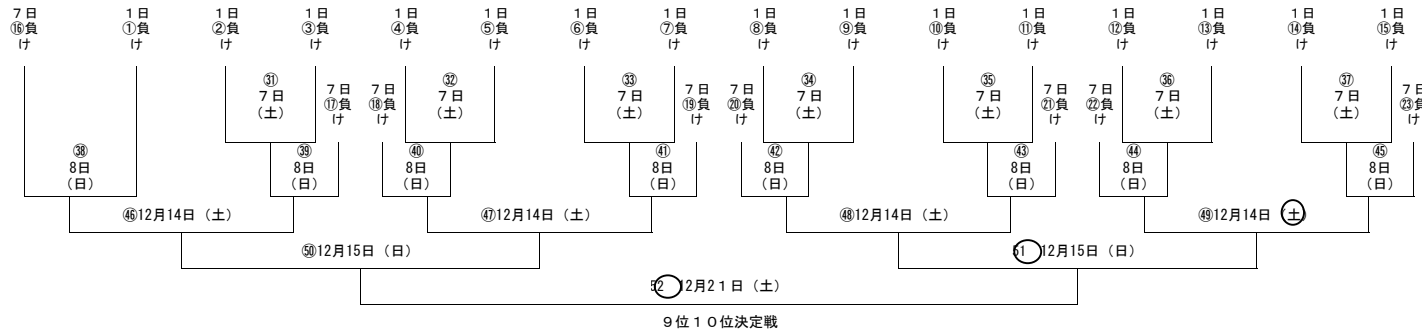 ７日 １日 １日 １日 １日 １日 １日 １日 １日 １日 １日 １日 １日 １日 １日 １日
⑯負 ①負 ②負 ③負 ④負 ⑤負 ⑥負 ⑦負 ⑧負 ⑨負 ⑩負 ⑪負 ⑫負 ⑬負 ⑭負 ⑮負
け け け け け け け け け け け け け け け け
㉛ ㉜ ㉝ ㉞ ㉟ ㊱ ㊲
７日 ７日 ７日 ７日 ７日 ７日 ７日
（土） （土） （土） （土） （土） （土） （土）
７日 ７日 ７日 ７日 ７日 ７日 ７日
⑰負 ⑱負 ⑲負 ⑳負 ㉑負 ㉒負 ㉓負
け け け け け け け
㊳ ㊴ ㊵ ㊶ ㊷ ㊸ ㊹ ㊺
8日 8日 8日 8日 8日 8日 8日 8日
（日） （日） （日） （日） （日） （日） （日） （日）
㊻12月14日（土） ㊼12月14日（土） ㊽12月14日（土） ㊾12月14日（土）
㊿12月15日（日） 51 12月15日（日）
52 12月2１日（土）
９位１０位決定戦